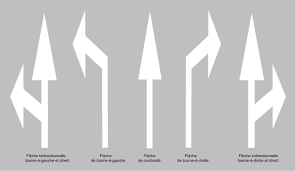 Flèche bidirectionnelle
tourne-à-gauche et direct
Flèche
de tourne-à-gauche
Flèche
de continuité
Flèche
de tourne-à-droite
Flèche bidirectionnelle
tourne-à-droite et direct